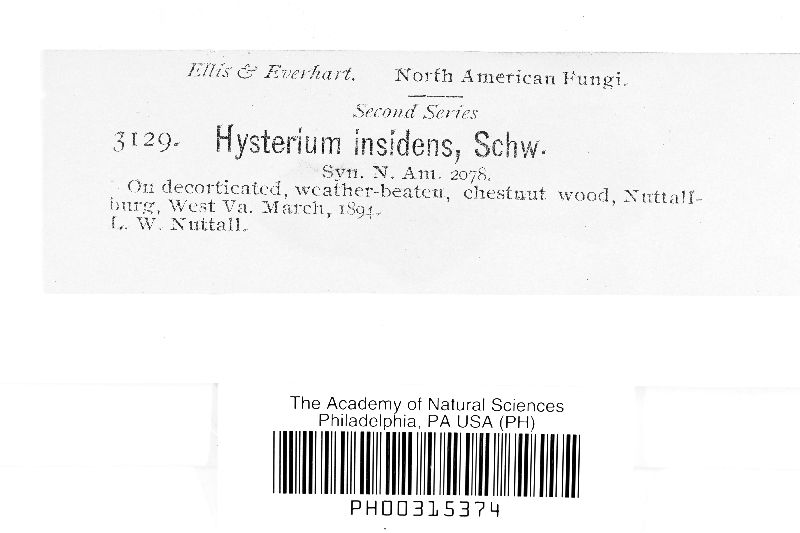 Ellis & Everhart. North American Fungi.
Second Series
3129. Hysterium insidens, Schw.
Syn. N. Am. 2078.
On decorticated, weather-beaten, chestnut wood, Nuttall-
burg, West Va. March, 1894.
L. W. Nuttall.
The Academy of Natural Sciences
Philadelphia, PA USA (PH)
PH00315374